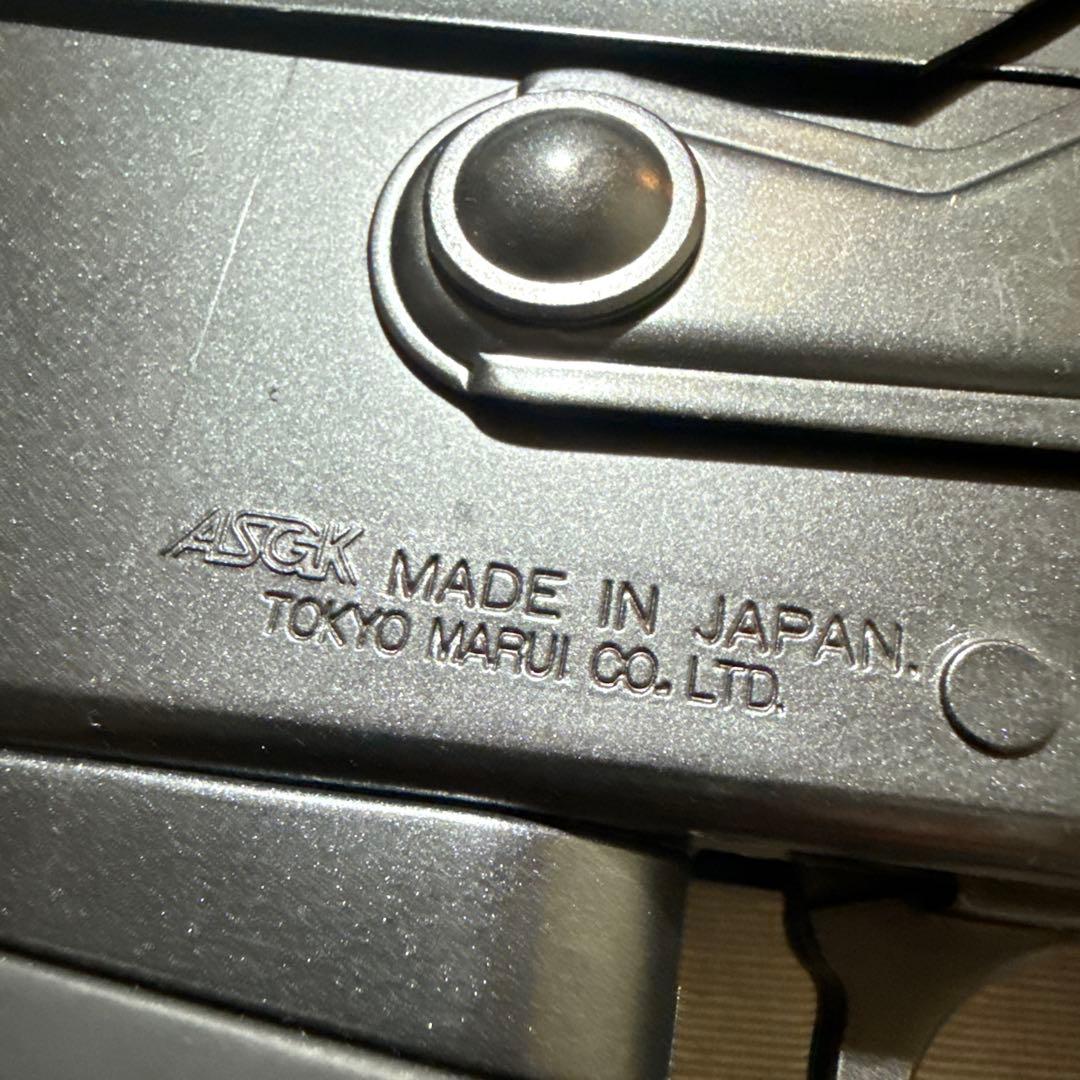 ASGK MADE IN JAPAN.
TOKYO MARUI CO. LTD.